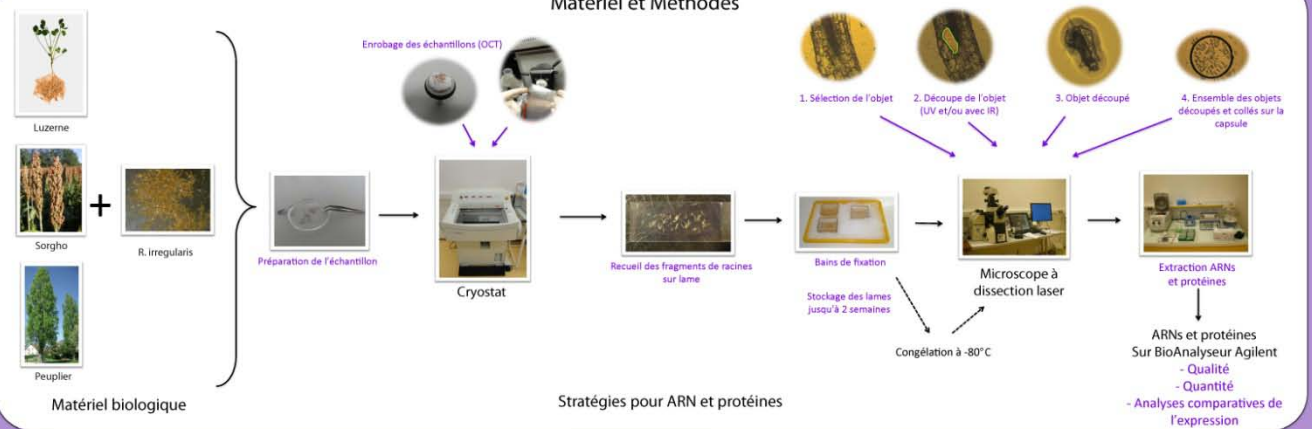 Matériel et Méthodes
Luzerne
Sorgho
+
R. irregularis
Peuplier
Matériel biologique
Préparation de l'échantillon
Enrobage des échantillons (OCT)
Cryostat
Recueil des fragments de racines
sur lame
Bains de fixation
Stockage des lames
jusqu'à 2 semaines
Congélation à -80°C
1. Sélection de l'objet
2. Découpe de l'objet
(UV et/ou avec IR)
3. Objet découpé
4. Ensemble des objets
découpés et collés sur la
capsule
Microscope à
dissection laser
Extraction ARNs
et protéines
ARNs et protéines
Sur BioAnalyseur Agilent
- Qualité
- Quantité
- Analyses comparatives de
l'expression
Stratégies pour ARN et protéines